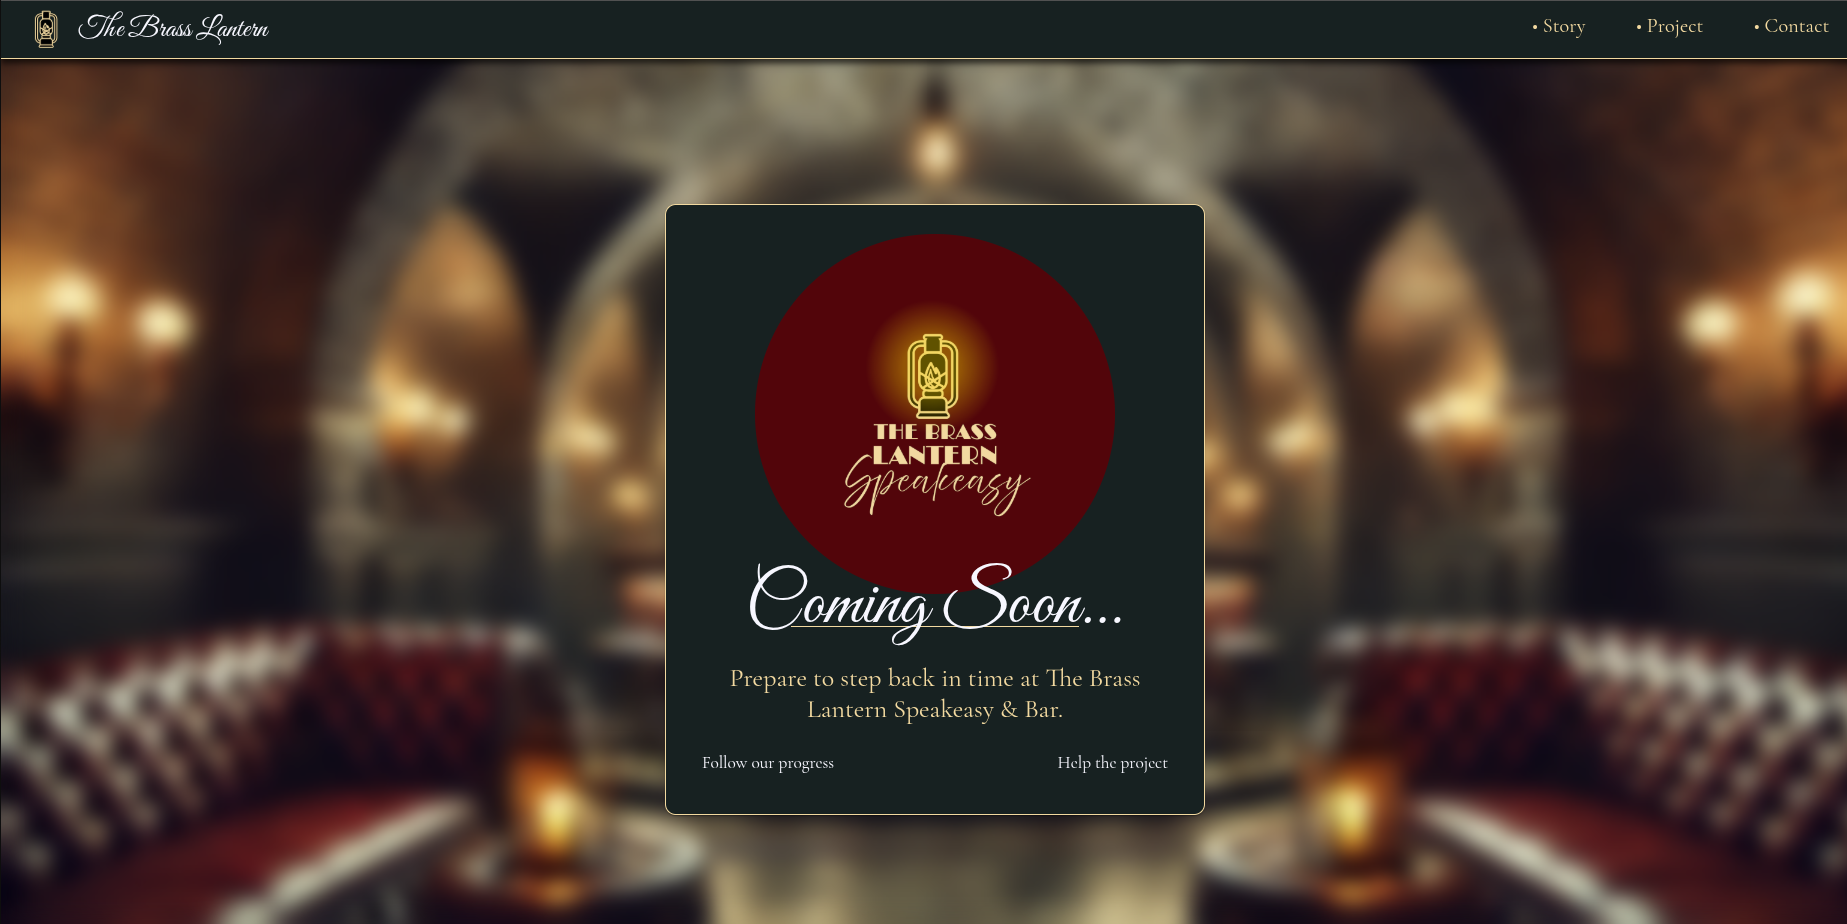 The Brass Lantern
• Story • Project • Contact
THE BRASS
LANTERN
Speakeasy
Coming Soon...
Prepare to step back in time at The Brass
Lantern Speakeasy & Bar.
Follow our progress Help the project